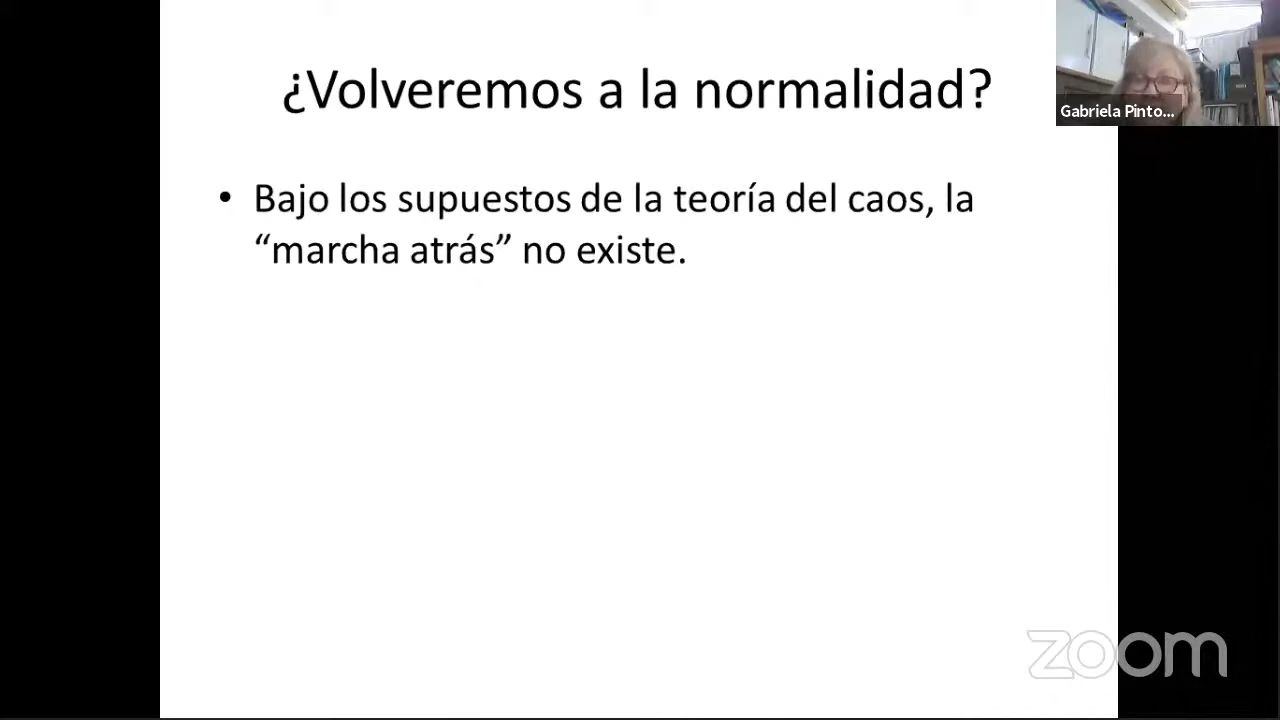 ¿Volveremos a la normalidad?
Gabriela Pinto...
• Bajo los supuestos de la teoría del caos, la
“marcha atrás” no existe.
zoom